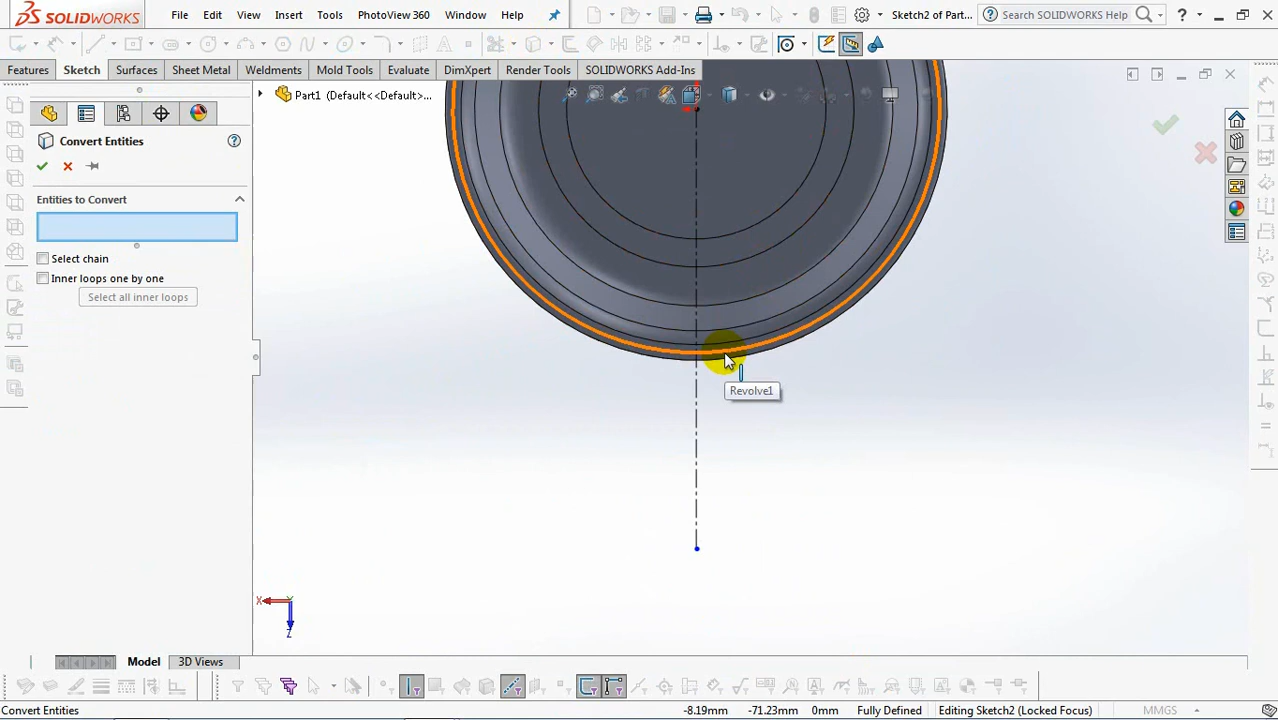 SOLIDWORKS File Edit View Insert Tools PhotoView 360 Window Help Sketch2 of Part... Search SOLIDWORKS Help ?
Features Sketch Surfaces Sheet Metal Weldments Mold Tools Evaluate DimXpert Render Tools SOLIDWORKS Add-Ins
Part1 (Default<<Default>...
Convert Entities
Entities to Convert
Select chain
Inner loops one by one
Select all inner loops
Revolve1
X
Y
Z
Model 3D Views
Convert Entities -8.19mm -71.23mm 0mm Fully Defined Editing Sketch2 (Locked Focus) MMGS